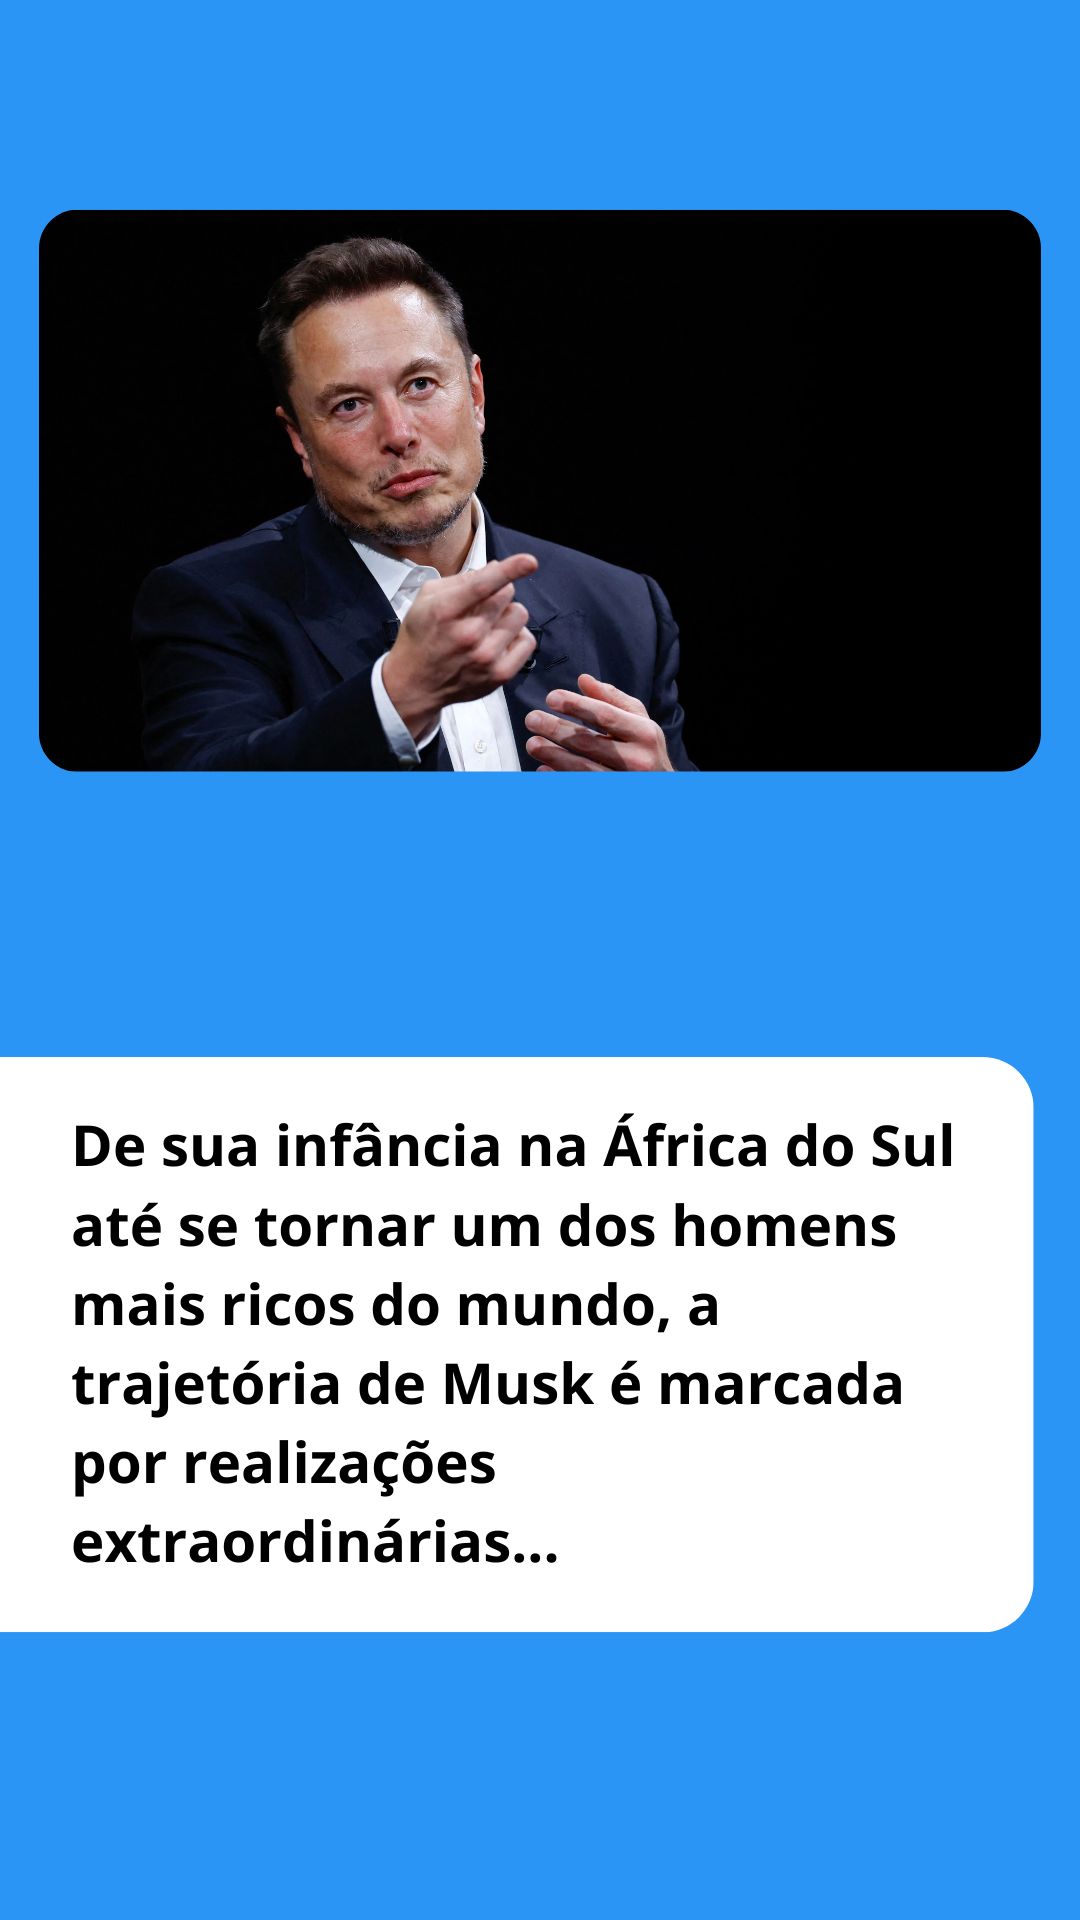 De sua infância na África do Sul
até se tornar um dos homens
mais ricos do mundo, a
trajetória de Musk é marcada
por realizações
extraordinárias...